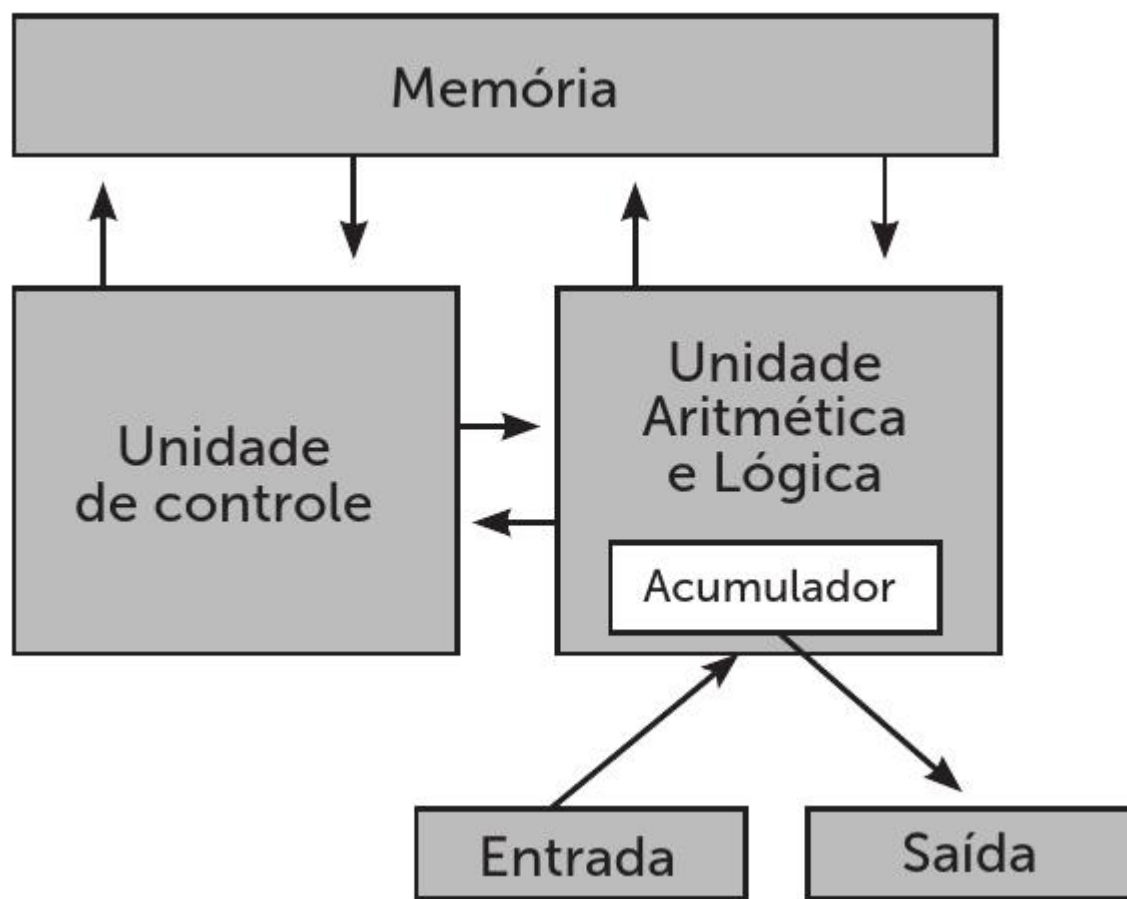 Memória
Unidade
de controle
Unidade
Aritmética
e Lógica
Acumulador
Entrada
Saída